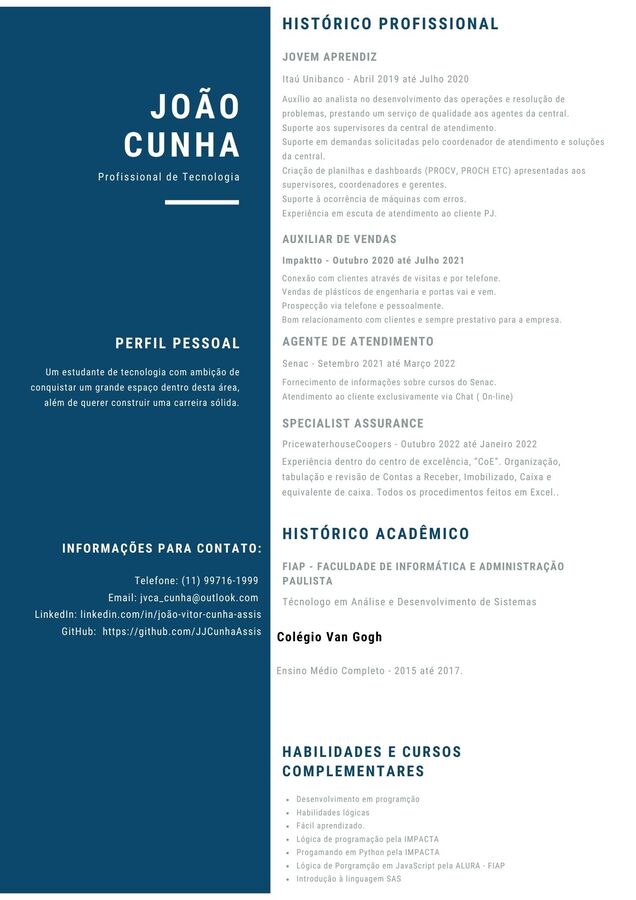 JOÃO
CUNHA
Profissional de Tecnologia
PERFIL PESSOAL
Um estudante de tecnologia com ambição de
conquistar um grande espaço dentro desta área,
além de querer construir uma carreira sólida.
INFORMAÇÕES PARA CONTATO:
Telefone: (11) 99716-1999
Email: jvca_cunha@outlook.com
LinkedIn: linkedin.com/in/joão-vitor-cunha-assis
GitHub: https://github.com/JJCunhaAssis
HISTÓRICO PROFISSIONAL
JOVEM APRENDIZ
Itaú Unibanco - Abril 2019 até Julho 2020
Auxílio ao analista no desenvolvimento das operações e resolução de
problemas, prestando um serviço de qualidade aos agentes da central.
Suporte aos supervisores da central de atendimento.
Suporte em demandas solicitadas pelo coordenador de atendimento e soluções
da central.
Criação de planilhas e dashboards (PROCV, PROCH ETC) apresentadas aos
supervisores, coordenadores e gerentes.
Suporte à ocorrência de máquinas com erros.
Experiência em escuta de atendimento ao cliente PJ.
AUXILIAR DE VENDAS
Impaktto - Outubro 2020 até Julho 2021
Conexão com clientes através de visitas e por telefone.
Vendas de plásticos de engenharia e portas vai e vem.
Prospecção via telefone e pessoalmente.
Bom relacionamento com clientes e sempre prestativo para a empresa.
AGENTE DE ATENDIMENTO
Senac - Setembro 2021 até Março 2022
Fornecimento de informações sobre cursos do Senac.
Atendimento ao cliente exclusivamente via Chat ( On-line)
SPECIALIST ASSURANCE
PricewaterhouseCoopers - Outubro 2022 até Janeiro 2022
Experiência dentro do centro de excelência, “CoE”. Organização,
tabulação e revisão de Contas a Receber, Imobilizado, Caixa e
equivalente de caixa. Todos os procedimentos feitos em Excel..
HISTÓRICO ACADÊMICO
FIAP - FACULDADE DE INFORMÁTICA E ADMINISTRAÇÃO
PAULISTA
Técnologo em Análise e Desenvolvimento de Sistemas
Colégio Van Gogh
Ensino Médio Completo - 2015 até 2017.
HABILIDADES E CURSOS
COMPLEMENTARES
• Desenvolvimento em programção
• Habilidades lógicas
• Fácil aprendizado.
• Lógica de programação pela IMPACTA
• Progamando em Python pela IMPACTA
• Lógica de Porgramção em JavaScript pela ALURA - FIAP
• Introdução à linguagem SAS